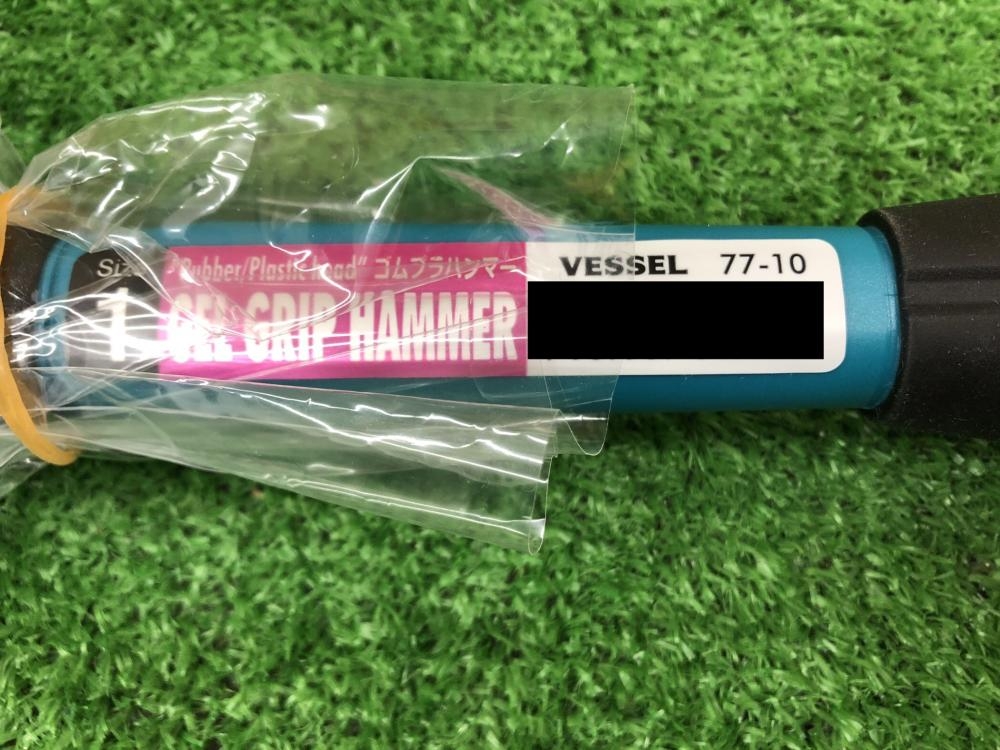 Size
1
"Rubber/Plastic head" ゴムプラハンマー
GEL GRIP HAMMER
VESSEL 77-10